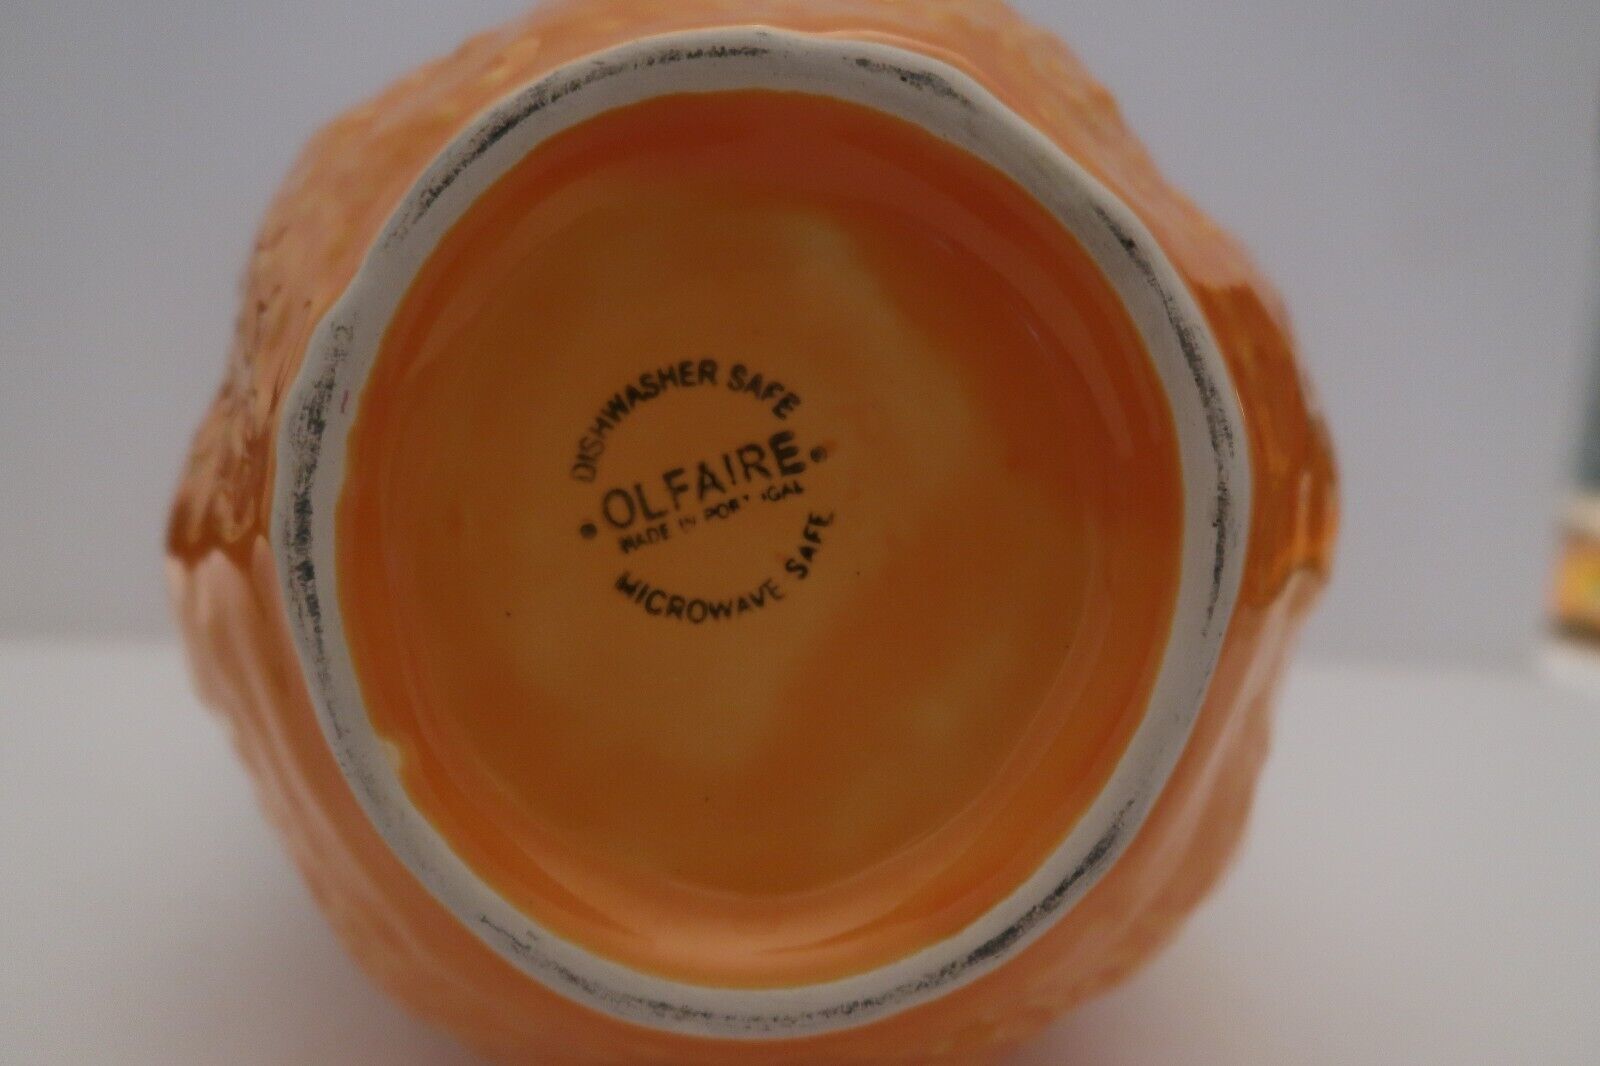 DISHWASHER SAFE
OLFAIRE
MADE IN PORTUGAL
MICROWAVE SAFE